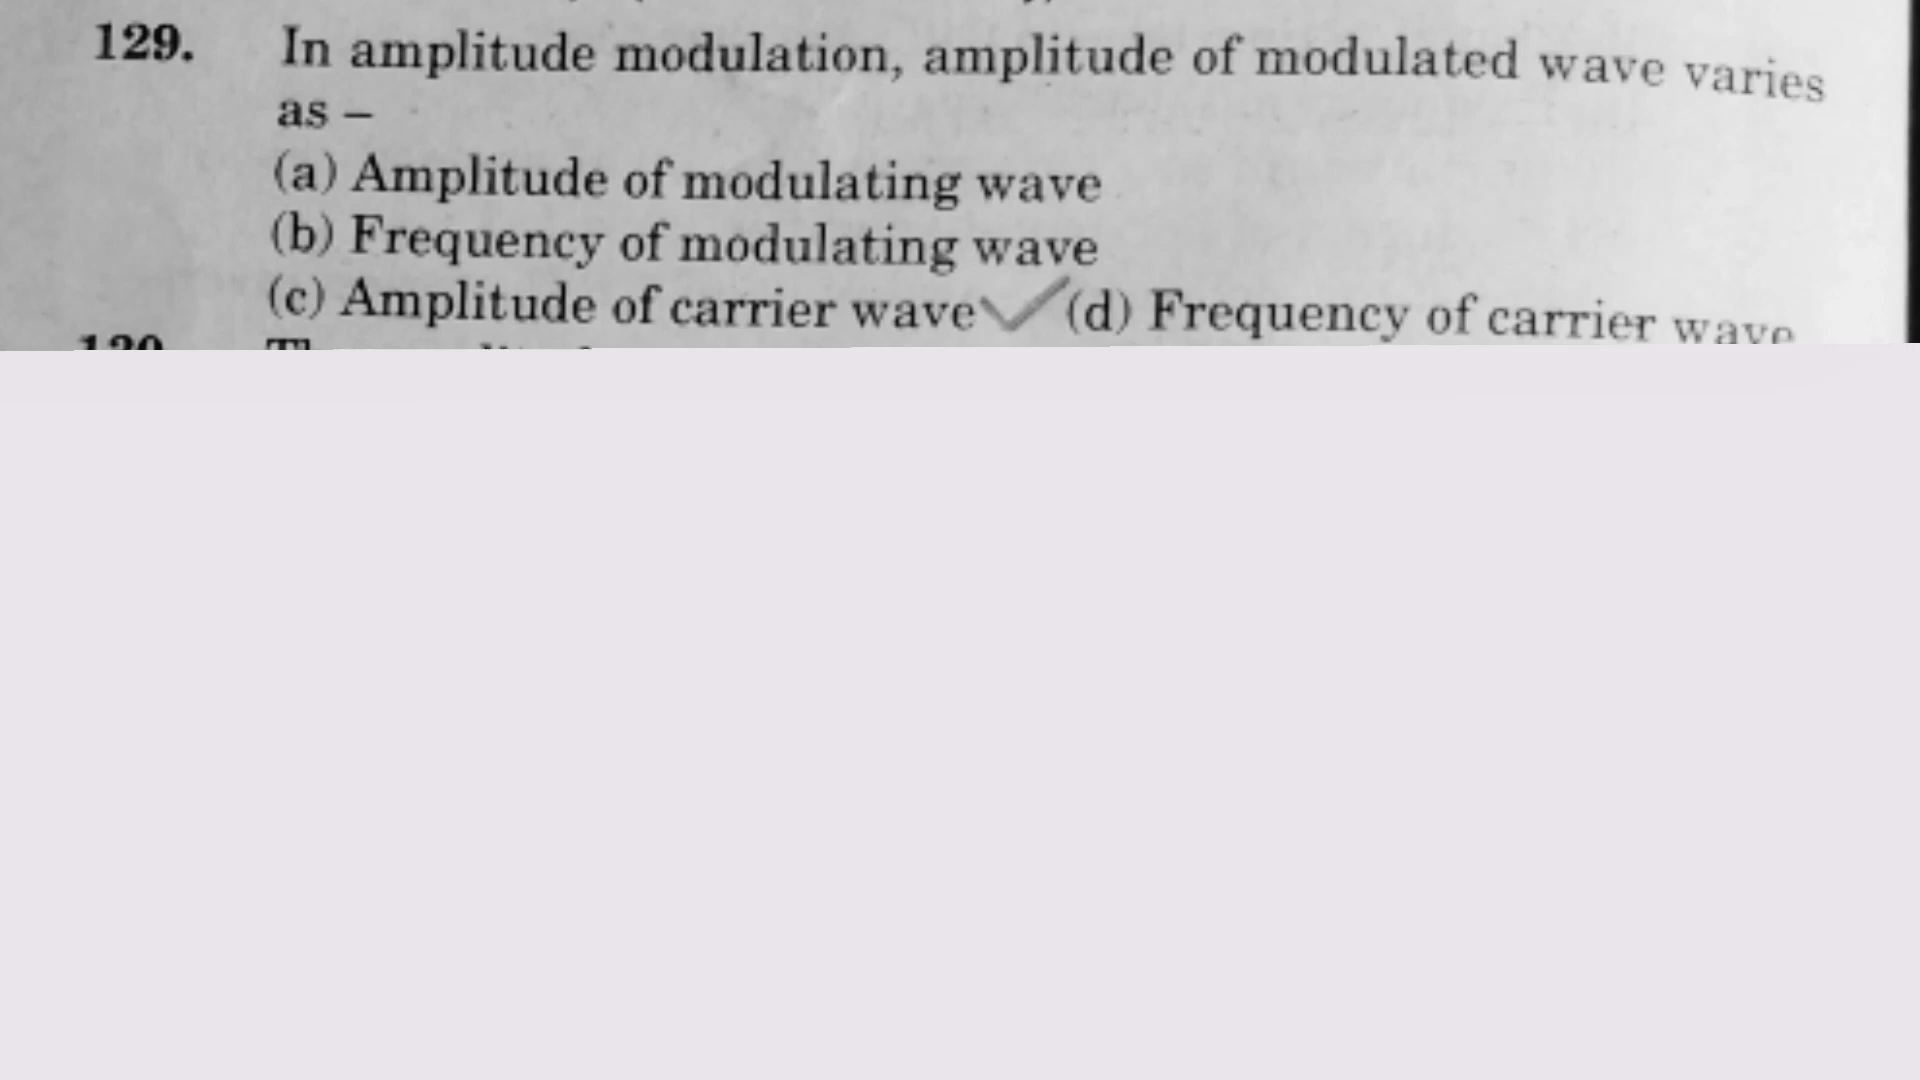 129. In amplitude modulation, amplitude of modulated wave varies
as –
(a) Amplitude of modulating wave
(b) Frequency of modulating wave
(c) Amplitude of carrier wave (d) Frequency of carrier wave